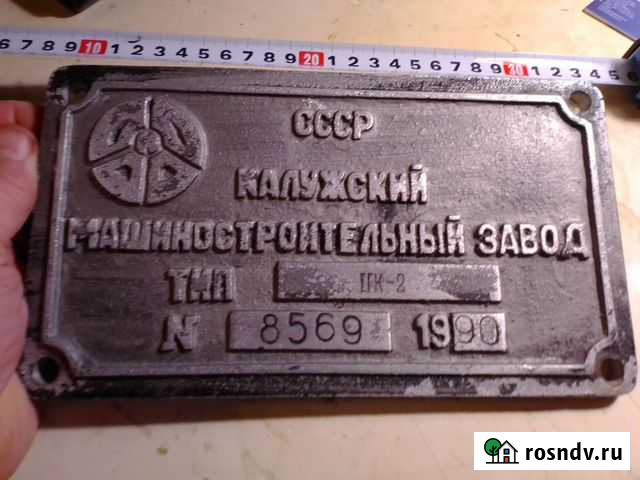 6 7 8 9 10 1 2 3 4 5 6 7 8 9 20 1 2 3 4 5 6 7 8 9 30 1 2 3 4 5 6
СССР
КАЛУЖСКИЙ
МАШИНОСТРОИТЕЛЬНЫЙ ЗАВОД
ТИП ПК-2
N 8569 1990
rosndv.ru